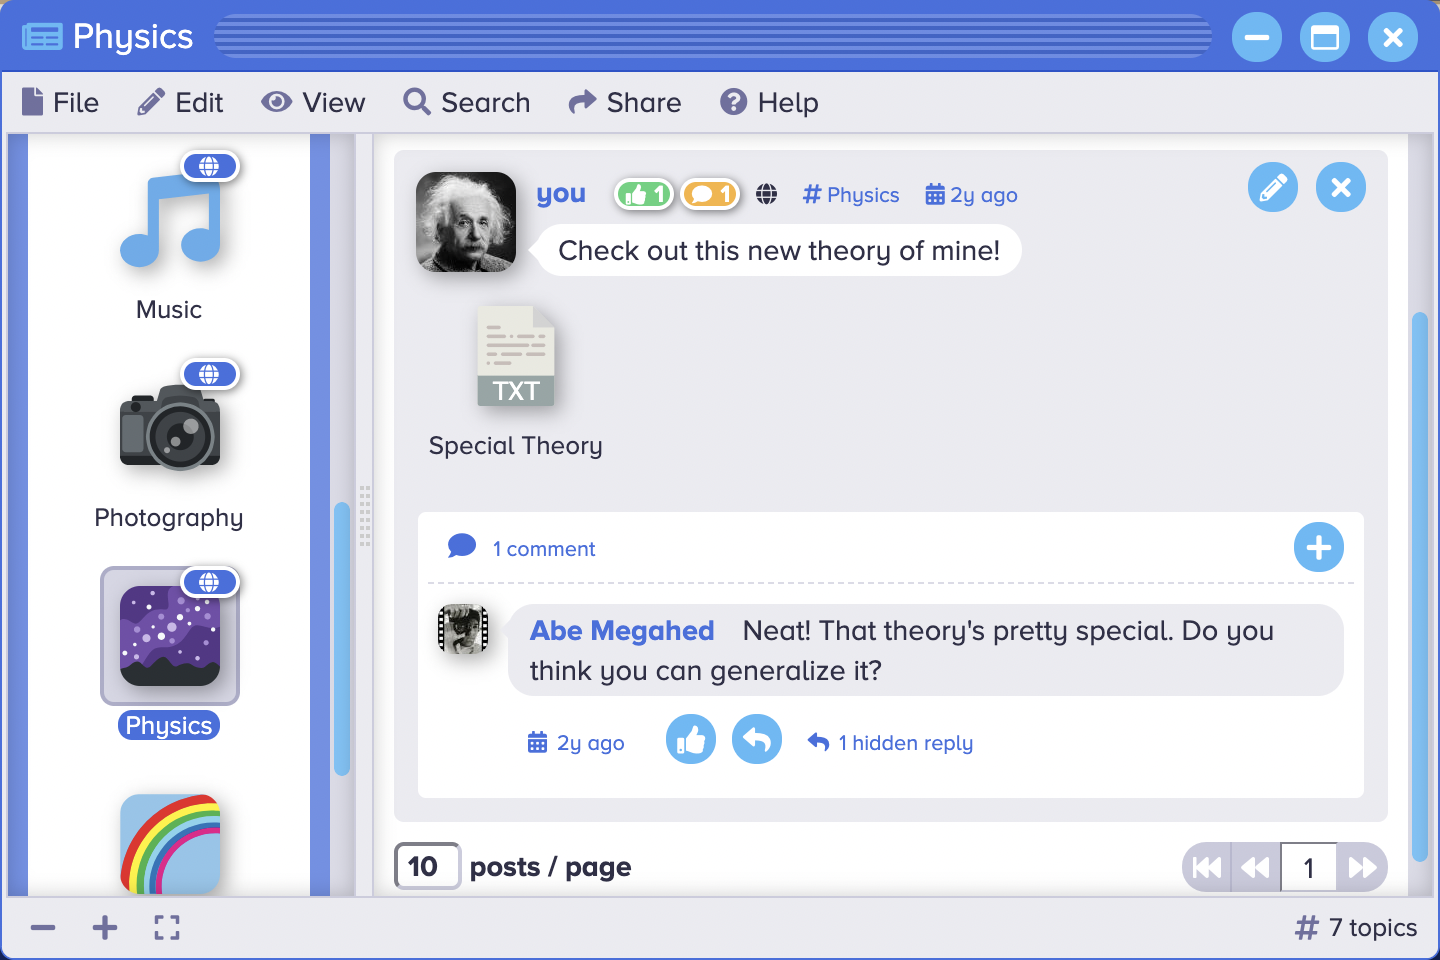 Physics
File Edit View Search Share Help
Music
Photography
Physics
you 1 1 # Physics 2y ago
Check out this new theory of mine!
TXT
Special Theory
1 comment
Abe Megahed Neat! That theory's pretty special. Do you
think you can generalize it?
2y ago 1 hidden reply
10 posts / page 1
# 7 topics